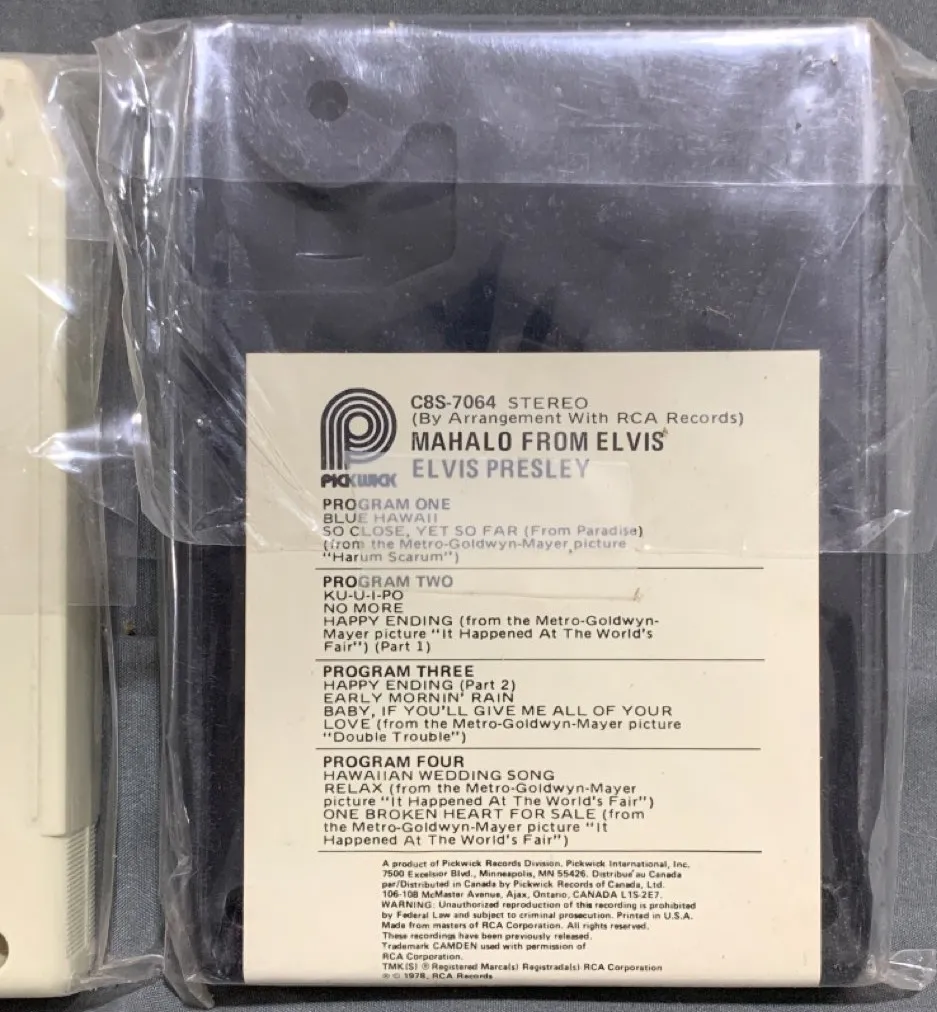 C8S-7064 STEREO
(By Arrangement With RCA Records)
MAHALO FROM ELVIS
ELVIS PRESLEY
PICKWICK
PROGRAM ONE
BLUE HAWAII
SO CLOSE, YET SO FAR (From Paradise)
(from the Metro-Goldwyn-Mayer picture
"Harum Scarum")
PROGRAM TWO
KU-U-I-PO
NO MORE
HAPPY ENDING (from the Metro-Goldwyn-
Mayer picture "It Happened At The World's
Fair") (Part 1)
PROGRAM THREE
HAPPY ENDING (Part 2)
EARLY MORNIN' RAIN
BABY, IF YOU'LL GIVE ME ALL OF YOUR
LOVE (from the Metro-Goldwyn-Mayer picture
"Double Trouble")
PROGRAM FOUR
HAWAIIAN WEDDING SONG
RELAX (from the Metro-Goldwyn-Mayer
picture "It Happened At The World's Fair")
ONE BROKEN HEART FOR SALE (from
the Metro-Goldwyn-Mayer picture "It
Happened At The World's Fair")
A product of Pickwick Records Division, Pickwick International, Inc.
7500 Excelsior Blvd., Minneapolis, MN 55426. Distribue au Canada
par/Distributed in Canada by Pickwick Records of Canada, Ltd.
106-108 McMaster Avenue, Ajax, Ontario, CANADA L1S-2E7.
WARNING: Unauthorized reproduction of this recording is prohibited
by Federal Law and subject to criminal prosecution. Printed in U.S.A.
Made from masters of RCA Corporation. All rights reserved.
These recordings have been previously released.
Trademark CAMDEN used with permission of
RCA Corporation.
TMK(S) ® Registered Marca(s) Registrada(s) RCA Corporation
℗ © 1978, RCA Records